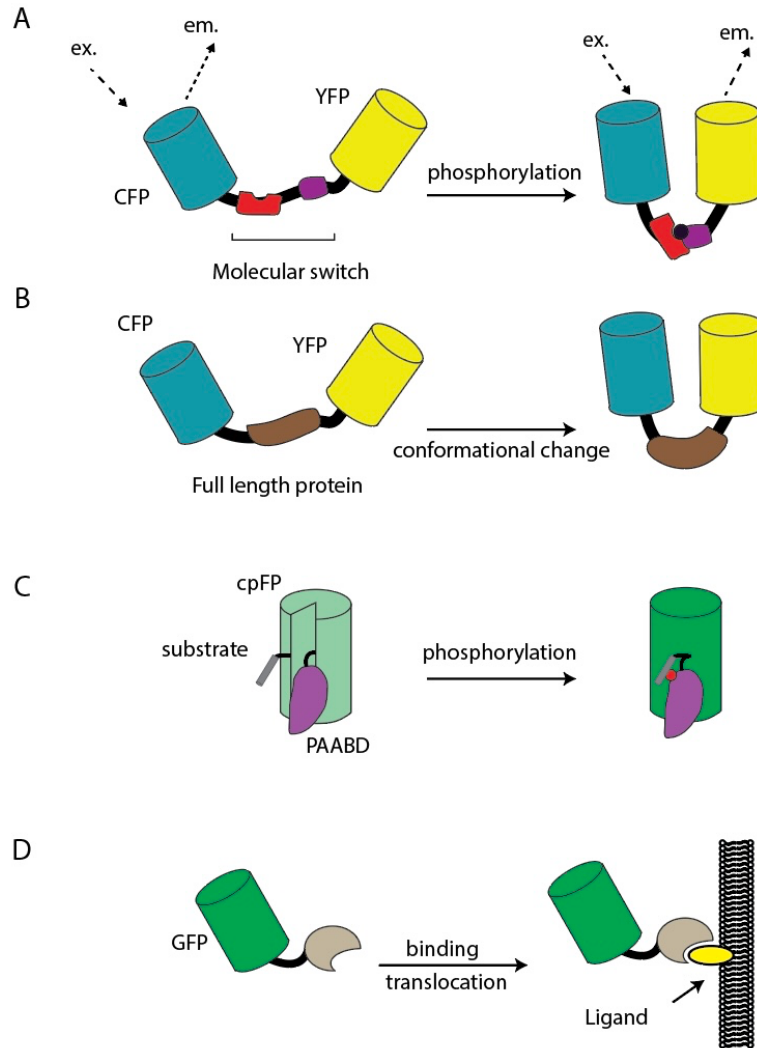 A
ex.
em.
YFP
CFP
phosphorylation
ex.
em.
Molecular switch
B
CFP
YFP
conformational change
Full length protein
C
cpFP
substrate
phosphorylation
PAABD
D
GFP
binding
translocation
Ligand